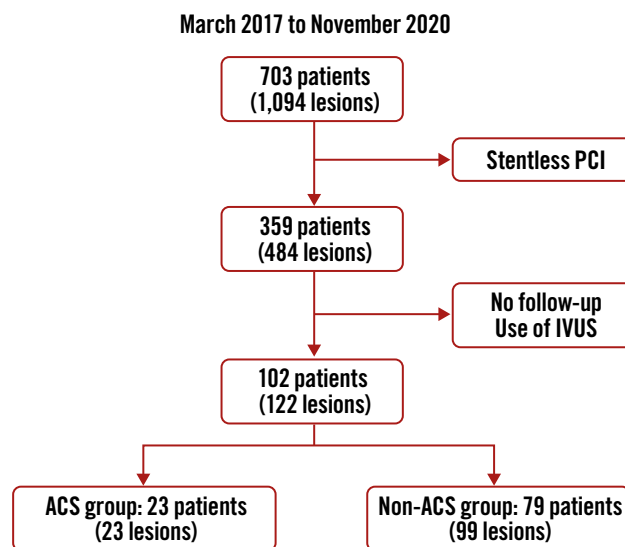 March 2017 to November 2020
703 patients
(1,094 lesions)
Stentless PCI
359 patients
(484 lesions)
No follow-up
Use of IVUS
102 patients
(122 lesions)
ACS group: 23 patients
(23 lesions)
Non-ACS group: 79 patients
(99 lesions)